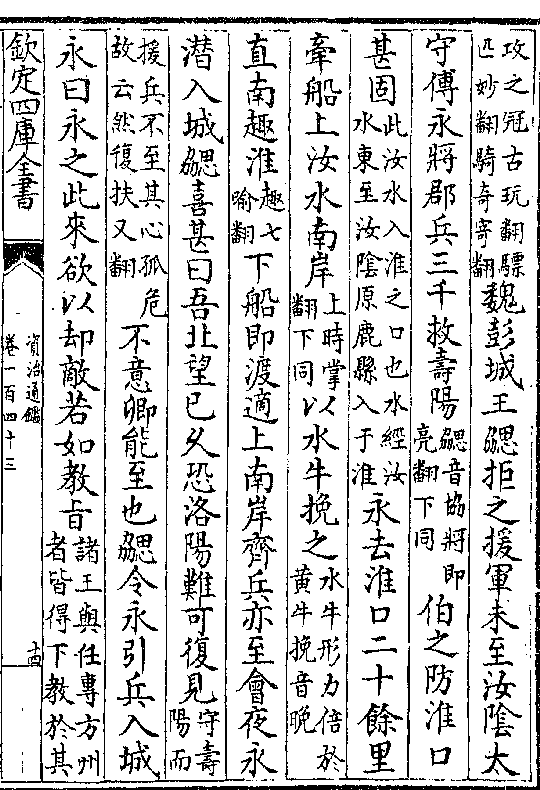 攻之冠古玩翻驃
匹妙翻騎奇寄翻魏彭城王勰拒之援軍未至汝隂太
守傅永將郡兵三千救夀陽勰音協將即亮翻下同伯之防淮口
甚固此汝水入淮之口也水經汝水東至汝隂原鹿縣入于淮永去淮口二十餘里
牽船上汝水南岸上時掌翻下同以水牛挽之水牛形力倍於黄牛挽音晚
直南趣淮趣七喻翻下船即渡適上南岸齊兵亦至會夜永
潛入城勰喜甚曰吾北望已久恐洛陽難可復見守夀陽而
援兵不至其心孤危故云然復扶又翻不意卿能至也勰令永引兵入城
永曰永之此來欲以却敵若如教旨諸王與任專方州者皆得下教於其
欽定四庫全書
資治通鑑
卷一百四十三
十四